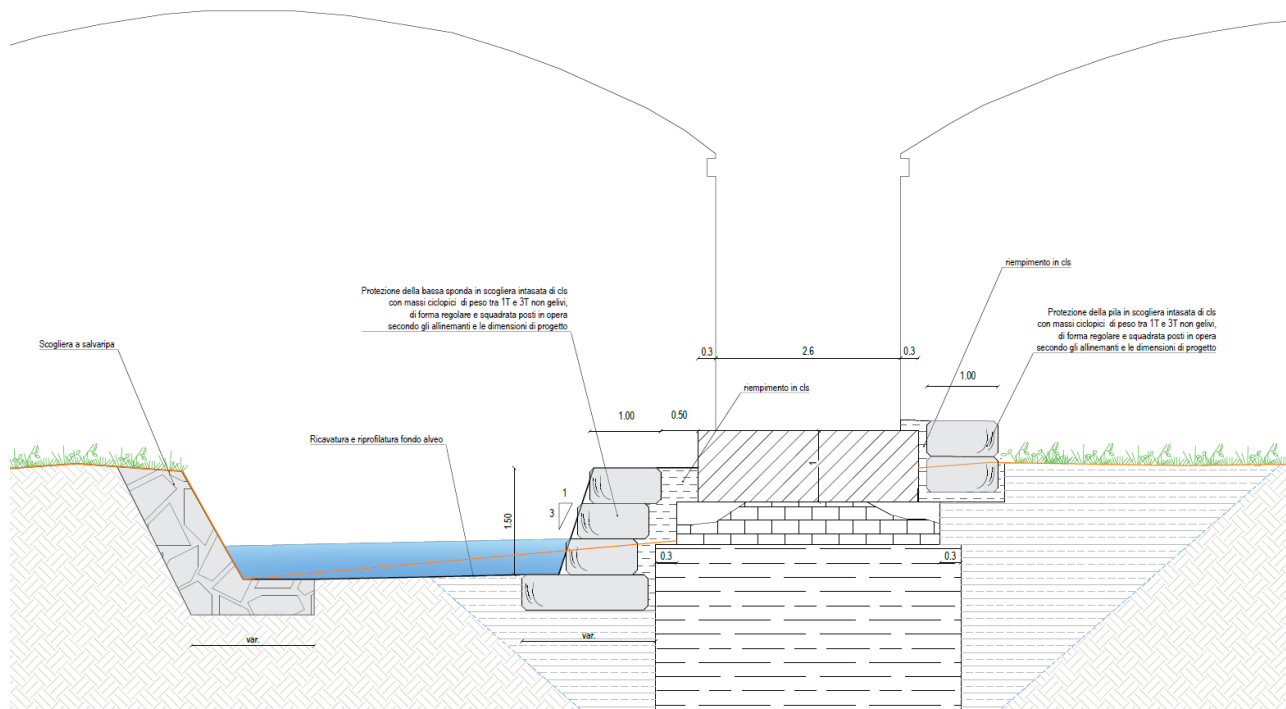 riempimento in cls
Protezione della bassa sponda in scogliera intasata di cls
con massi ciclopici di peso tra 1T e 3T non gelivi,
di forma regolare e squadrata posti in opera
secondo gli allinemanti e le dimensioni di progetto
Protezione della pila in scogliera intasata di cls
con massi ciclopici di peso tra 1T e 3T non gelivi,
di forma regolare e squadrata posti in opera
secondo gli allinemanti e le dimensioni di progetto
Scogliera a salvaripa
0.3
2.6
0.3
1.00
riempimento in cls
1.00
0.50
Ricavatura e riprofilatura fondo alveo
1
1
3
1.50
0.3
0.3
var.
var.